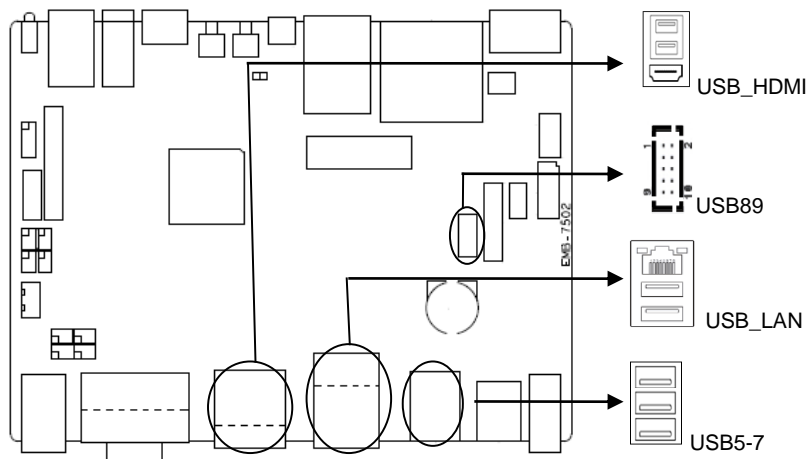 USB_HDMI
1 2
9 10
USB89
EMB-7502
USB_LAN
USB5-7